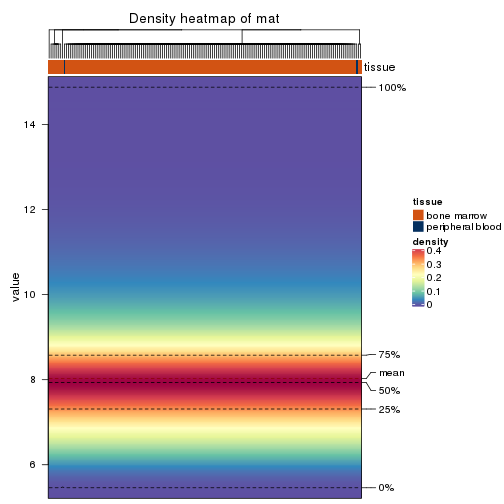 Density heatmap of mat
tissue
100%
14
12
value
10
8
6
75%
mean
50%
25%
0%
tissue
bone marrow
peripheral blood
density
0.4
0.3
0.2
0.1
0